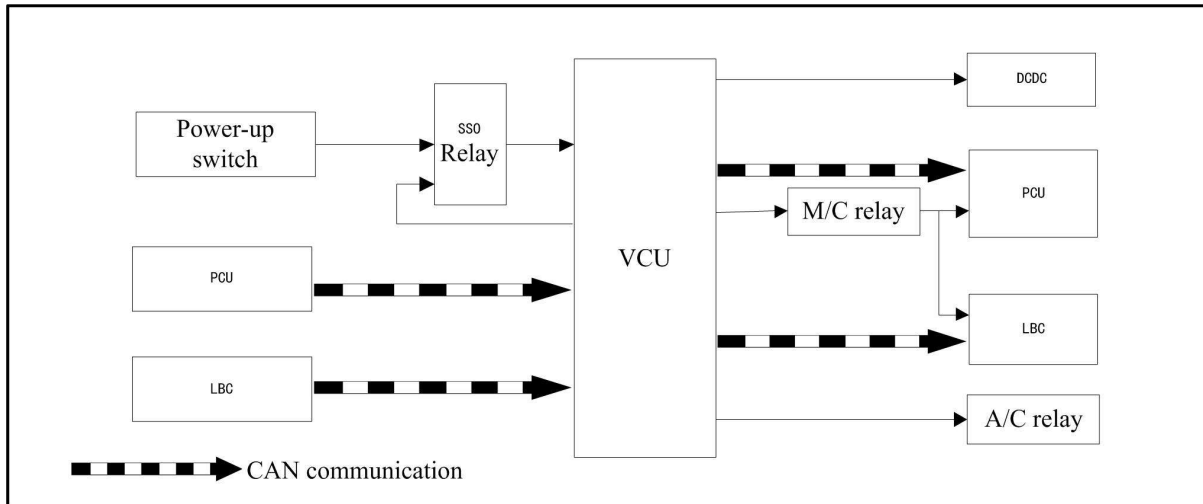 Power-up
switch
SSO
Relay
PCU
LBC
VCU
DCDC
PCU
M/C relay
LBC
A/C relay
CAN communication